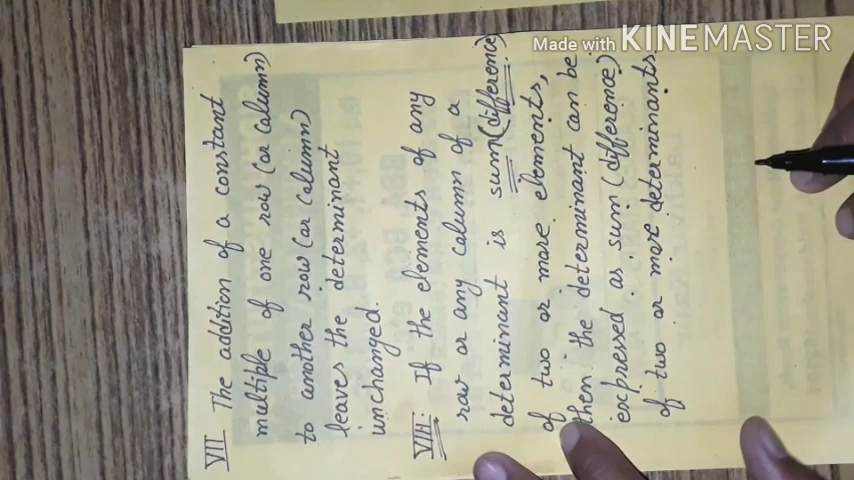 Made with KINEMASTER
VII The addition of a constant
multiple of one row (or column)
to another row (or column)
leaves the determinant
unchanged.
VIII: If the elements of any
row or any column of a
determinant is sum(difference)
of two or more elements,
then the determinant can be
expressed as sum (difference)
of two or more determinants.